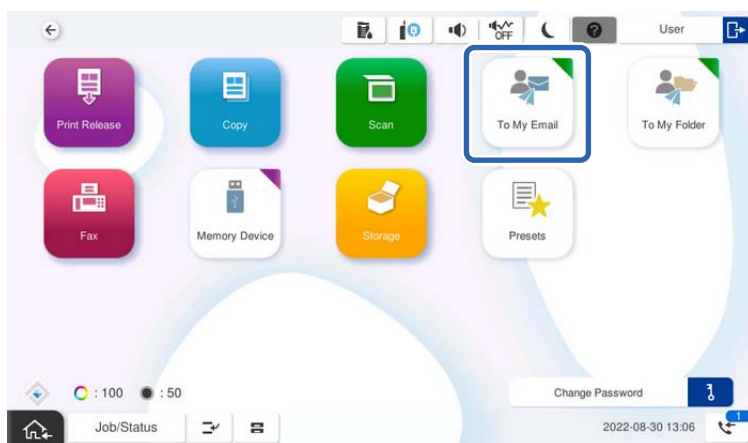 OFF
User
Print Release
Copy
Scan
To My Email
To My Folder
Fax
Memory Device
Storage
Presets
: 100 : 50
Change Password
Job/Status
2022-08-30 13:06
1